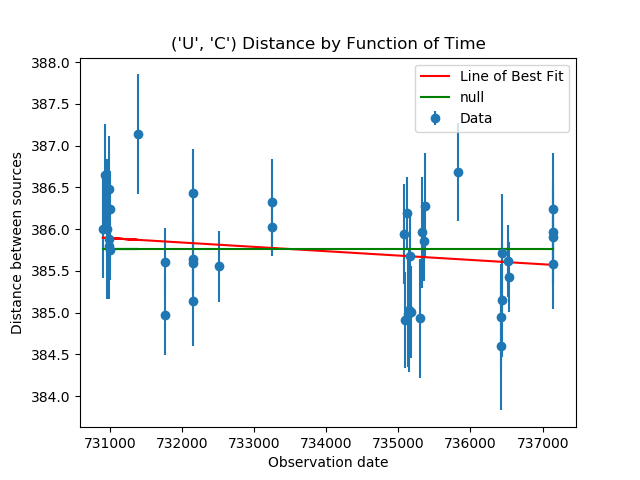 ('U', 'C') Distance by Function of Time
388.0
387.5
387.0
386.5
386.0
385.5
385.0
384.5
384.0
Distance between sources
Line of Best Fit
null
Data
731000 732000 733000 734000 735000 736000 737000
Observation date